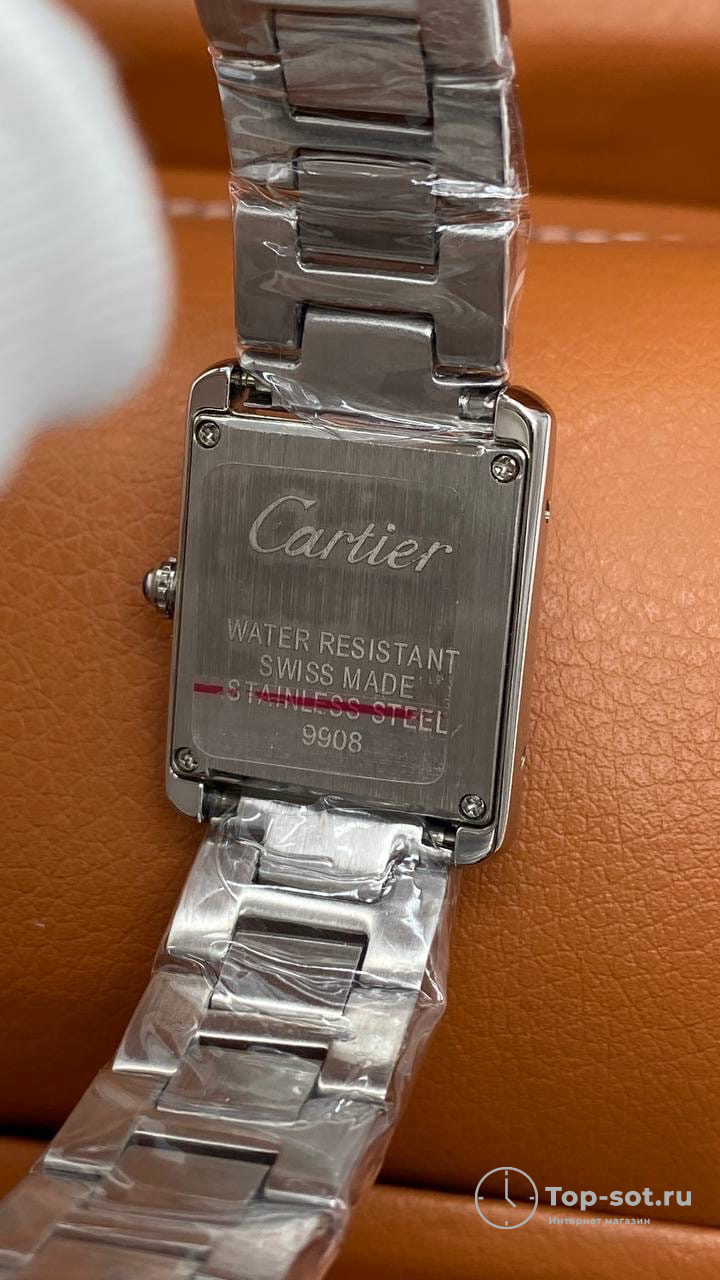 Cartier
WATER RESISTANT
SWISS MADE
STAINLESS STEEL
9908
Top-sot.ru
Интернет магазин